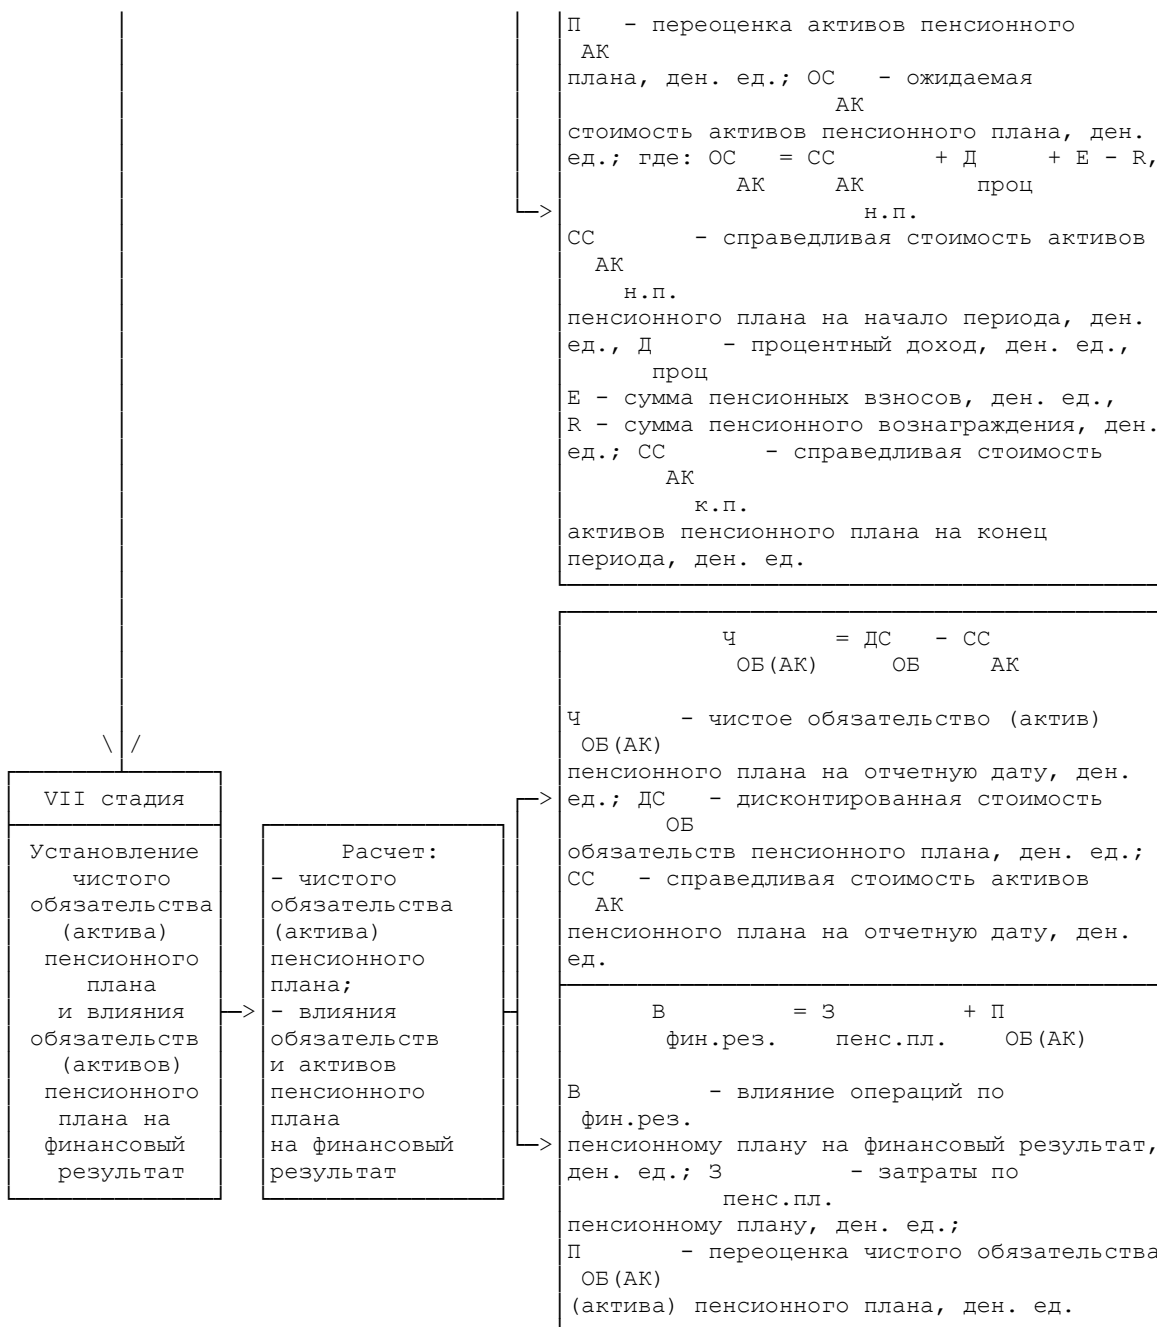 П - переоценка активов пенсионного
АК
плана, ден. ед.; ОС - ожидаемая
АК
стоимость активов пенсионного плана, ден.
ед.; где: ОС = СС + Д + E - R,
АК АК проц
н.п.
СС - справедливая стоимость активов
АК
н.п.
пенсионного плана на начало периода, ден.
ед., Д - процентный доход, ден. ед.,
проц
E - сумма пенсионных взносов, ден. ед.,
R - сумма пенсионного вознаграждения, ден.
ед.; СС - справедливая стоимость
АК
к.п.
активов пенсионного плана на конец
периода, ден. ед.
VII стадия
Установление
чистого
обязательства
(актива)
пенсионного
плана
и влияния
обязательств
(активов)
пенсионного
плана на
финансовый
результат
Расчет:
- чистого
обязательства
(актива)
пенсионного
плана;
- влияния
обязательств
и активов
пенсионного
плана
на финансовый
результат
Ч = ДС - СС
ОБ(АК) ОБ АК
Ч - чистое обязательство (актив)
ОБ(АК)
пенсионного плана на отчетную дату, ден.
ед.; ДС - дисконтированная стоимость
ОБ
обязательств пенсионного плана, ден. ед.;
СС - справедливая стоимость активов
АК
пенсионного плана на отчетную дату, ден.
ед.
В = З + П
фин.рез. пенс.пл. ОБ(АК)
В - влияние операций по
фин.рез.
пенсионному плану на финансовый результат,
ден. ед.; З - затраты по
пенс.пл.
пенсионному плану, ден. ед.;
П - переоценка чистого обязательства
ОБ(АК)
(актива) пенсионного плана, ден. ед.